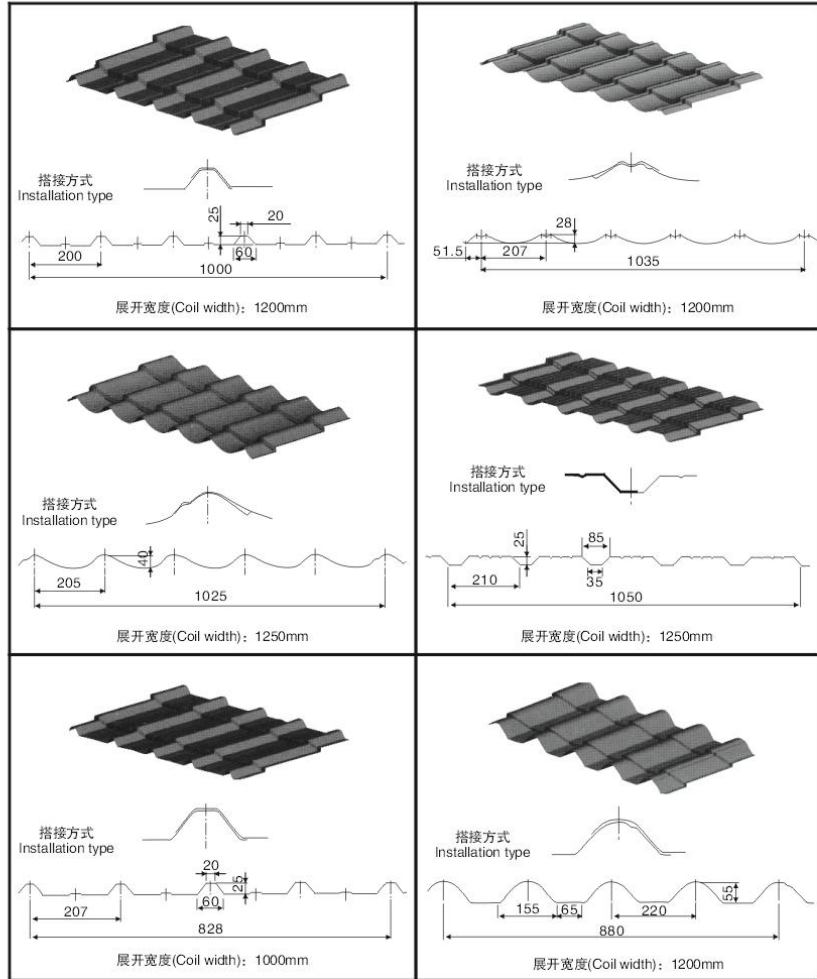 搭接方式
Installation type
25
20
200
60
1000
展开宽度(Coil width)：1200mm
搭接方式
Installation type
28
51.5
207
1035
展开宽度(Coil width)：1200mm
搭接方式
Installation type
40
205
1025
展开宽度(Coil width)：1250mm
搭接方式
Installation type
25
85
210
35
1050
展开宽度(Coil width)：1250mm
搭接方式
Installation type
20
25
207
60
828
展开宽度(Coil width)：1000mm
搭接方式
Installation type
55
155
65
220
880
展开宽度(Coil width)：1200mm